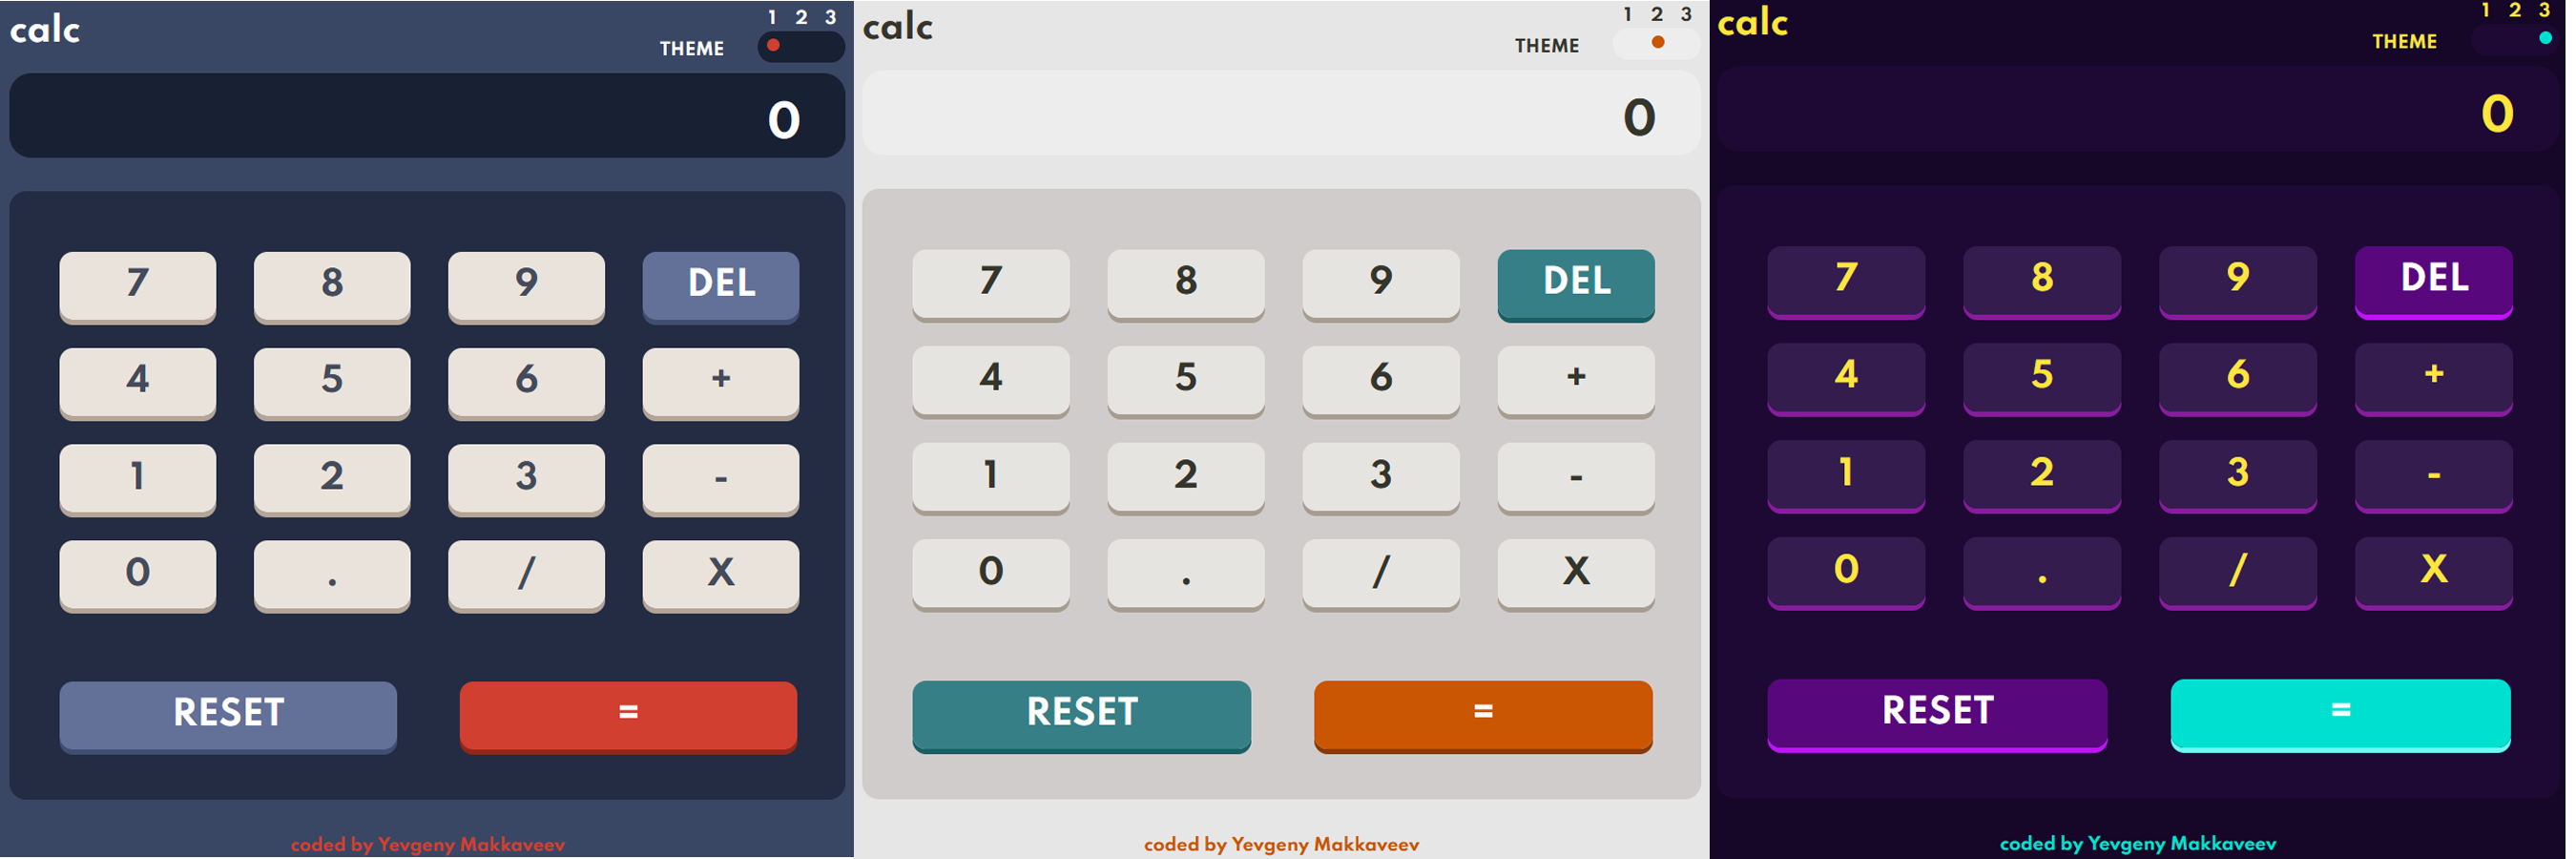 calc
1 2 3
THEME
0
7 8 9 DEL
4 5 6 +
1 2 3 -
0 . / X
RESET =
coded by Yevgeny Makkaveev
calc
1 2 3
THEME
0
7 8 9 DEL
4 5 6 +
1 2 3 -
0 . / X
RESET =
coded by Yevgeny Makkaveev
calc
1 2 3
THEME
0
7 8 9 DEL
4 5 6 +
1 2 3 -
0 . / X
RESET =
coded by Yevgeny Makkaveev